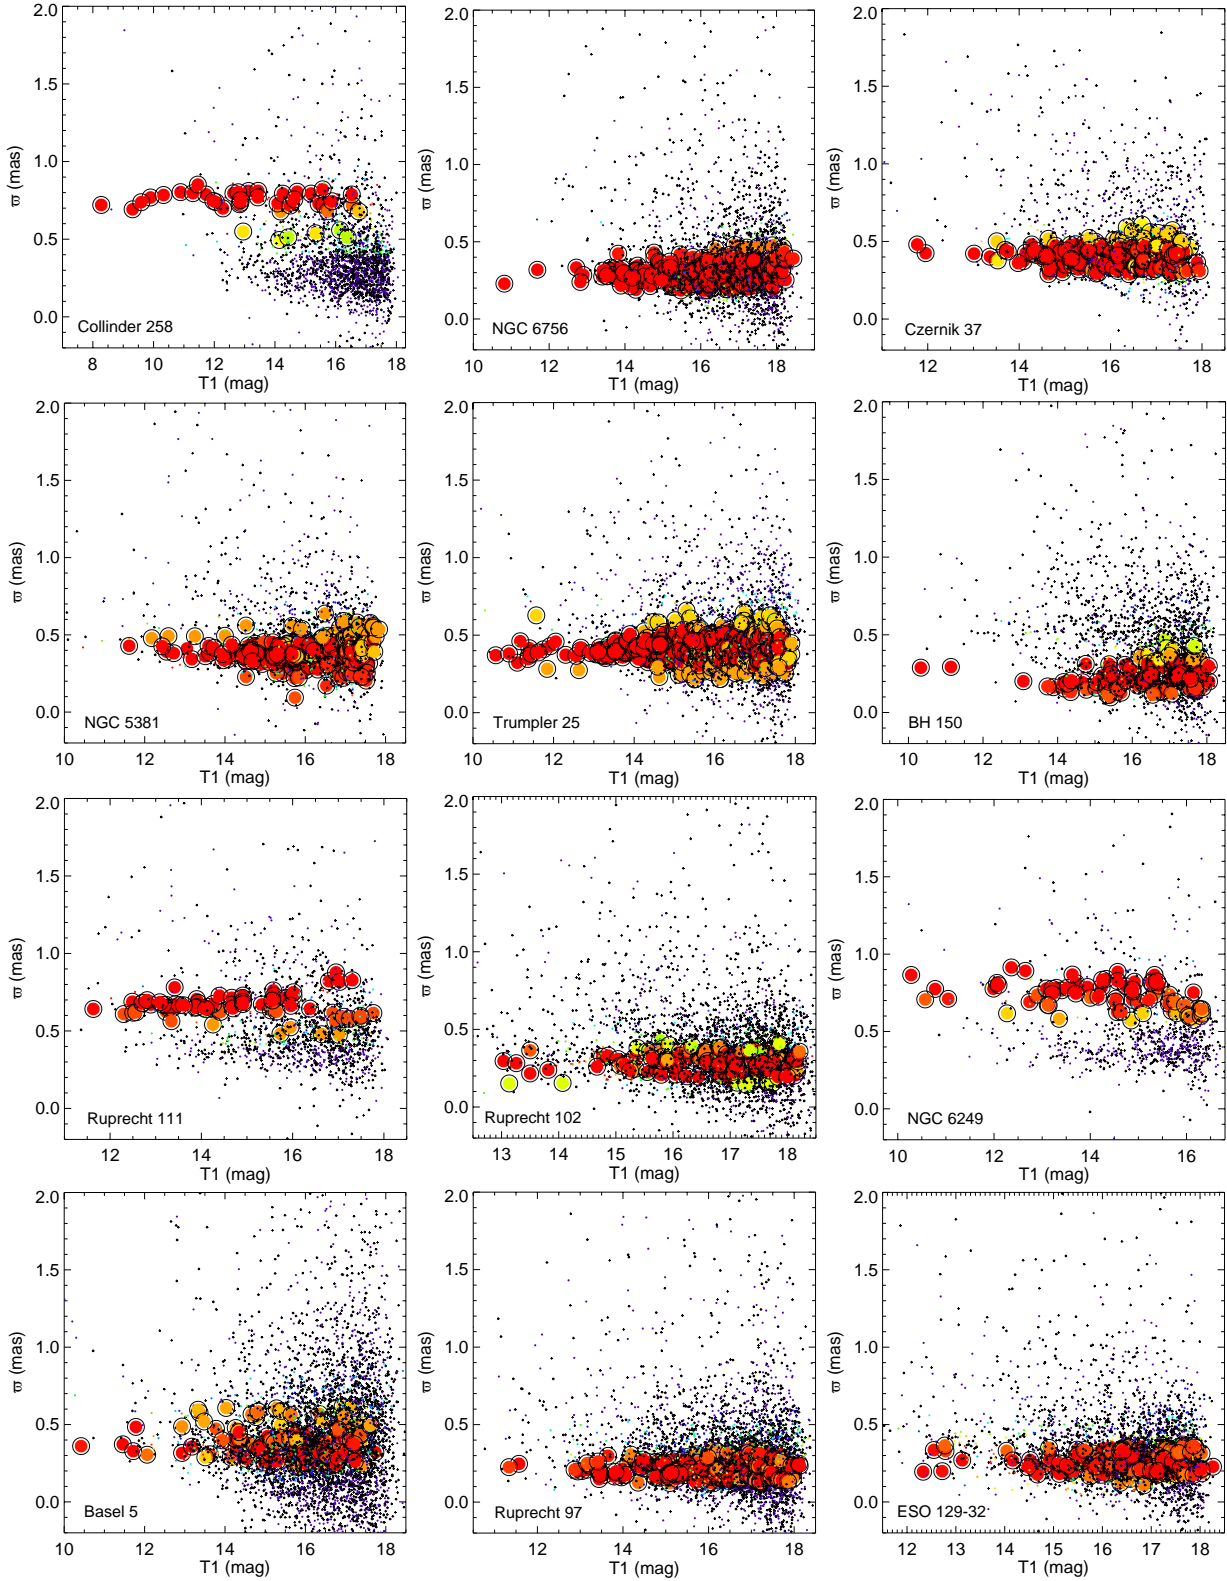 2.0 1.5 1.0 0.5 0.0
ϖ (mas)
Collinder 258
8 10 12 14 16 18
T1 (mag)
2.0 1.5 1.0 0.5 0.0
ϖ (mas)
NGC 6756
10 12 14 16 18
T1 (mag)
2.0 1.5 1.0 0.5 0.0
ϖ (mas)
Czernik 37
12 14 16 18
T1 (mag)
2.0 1.5 1.0 0.5 0.0
ϖ (mas)
NGC 5381
10 12 14 16 18
T1 (mag)
2.0 1.5 1.0 0.5 0.0
ϖ (mas)
Trumpler 25
10 12 14 16 18
T1 (mag)
2.0 1.5 1.0 0.5 0.0
ϖ (mas)
BH 150
10 12 14 16 18
T1 (mag)
2.0 1.5 1.0 0.5 0.0
ϖ (mas)
Ruprecht 111
12 14 16 18
T1 (mag)
2.0 1.5 1.0 0.5 0.0
ϖ (mas)
Ruprecht 102
13 14 15 16 17 18
T1 (mag)
2.0 1.5 1.0 0.5 0.0
ϖ (mas)
NGC 6249
10 12 14 16
T1 (mag)
2.0 1.5 1.0 0.5 0.0
ϖ (mas)
Basel 5
10 12 14 16 18
T1 (mag)
2.0 1.5 1.0 0.5 0.0
ϖ (mas)
Ruprecht 97
12 14 16 18
T1 (mag)
2.0 1.5 1.0 0.5 0.0
ϖ (mas)
ESO 129-32
12 13 14 15 16 17 18
T1 (mag)